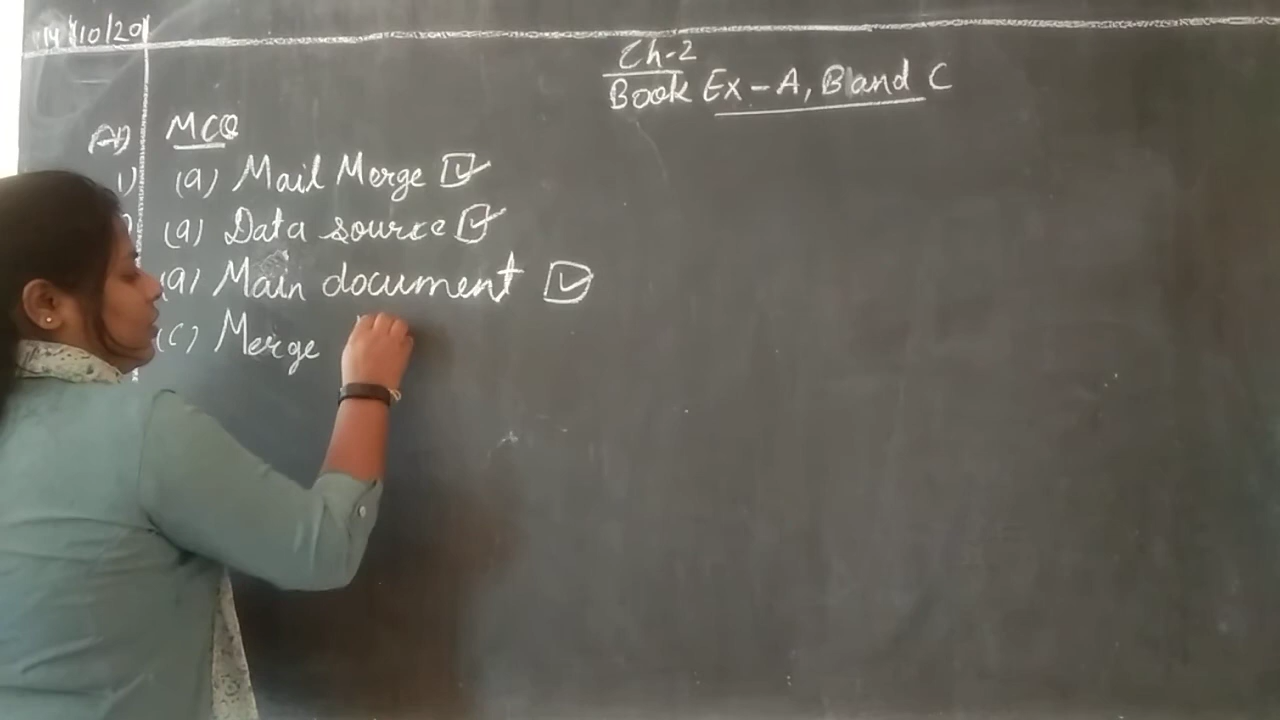 14/10/20
Ch-2
Book Ex - A, B and C
A) MCQ
1) (a) Mail Merge
(a) Data source
(a) Main document
(c) Merge